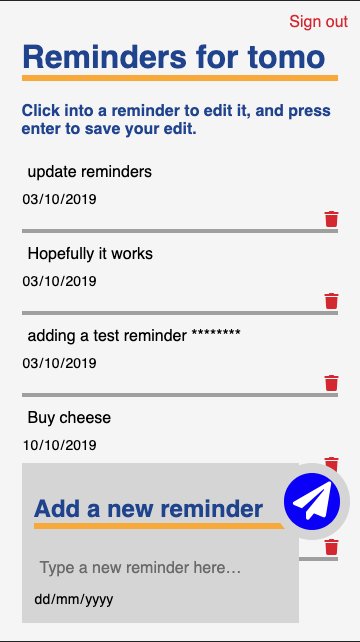 Sign out
Reminders for tomo
Click into a reminder to edit it, and press
enter to save your edit.
update reminders
03/10/2019
Hopefully it works
03/10/2019
adding a test reminder ********
03/10/2019
Buy cheese
10/10/2019
Add a new reminder
Type a new reminder here…
dd/mm/yyyy